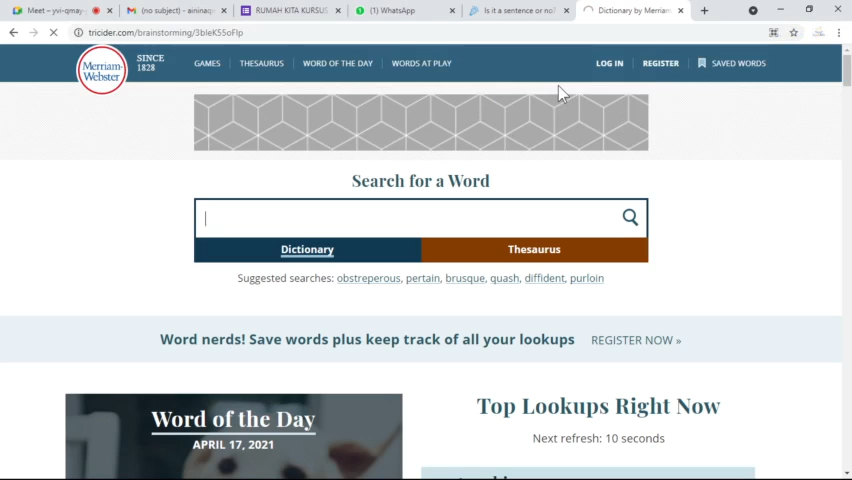 Meet – yvi-qmay-
(no subject) - aininaqo
RUMAH KITA KURSUS
(1) WhatsApp
Is it a sentence or no?
Dictionary by Merriam
tricider.com/brainstorming/3bleK55oFIp
Merriam-
Webster
SINCE
1828
GAMES
THESAURUS
WORD OF THE DAY
WORDS AT PLAY
LOG IN
REGISTER
SAVED WORDS
Search for a Word
Dictionary
Thesaurus
Suggested searches: obstreperous, pertain, brusque, quash, diffident, purloin
Word nerds! Save words plus keep track of all your lookups
REGISTER NOW »
Word of the Day
APRIL 17, 2021
Top Lookups Right Now
Next refresh: 10 seconds